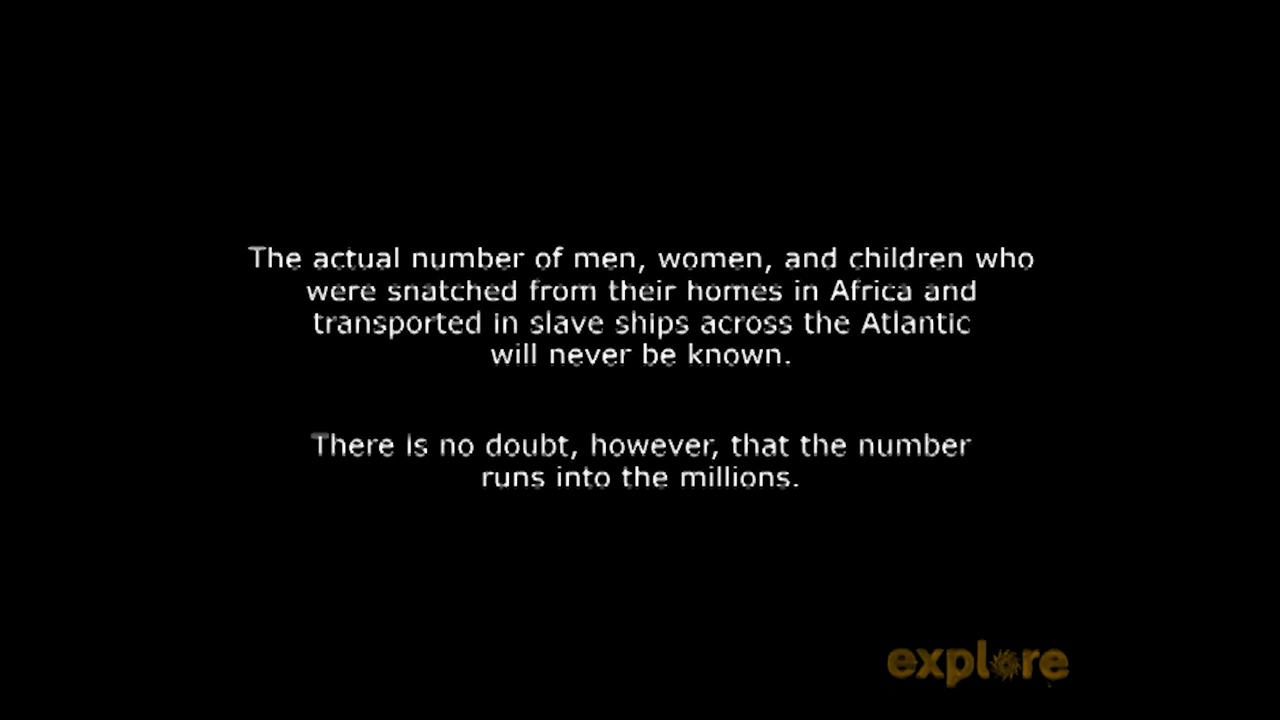 The actual number of men, women, and children who
were snatched from their homes in Africa and
transported in slave ships across the Atlantic
will never be known.
There is no doubt, however, that the number
runs into the millions.
explore